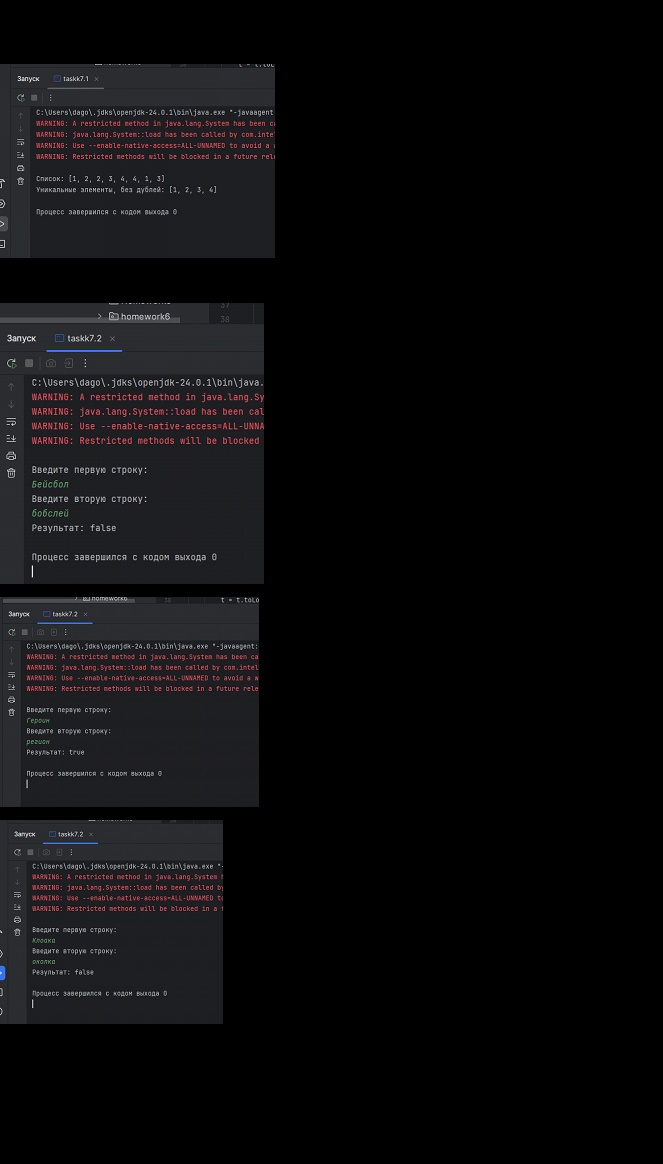 t = t.toLo
Запуск
taskk7.1
C:\Users\dago\.jdks\openjdk-24.0.1\bin\java.exe "-javaagent
WARNING: A restricted method in java.lang.System has been c
WARNING: java.lang.System::load has been called by com.intel
WARNING: Use --enable-native-access=ALL-UNNAMED to avoid a
WARNING: Restricted methods will be blocked in a future rel
Список: [1, 2, 2, 3, 4, 4, 1, 3]
Уникальные элементы, без дублей: [1, 2, 3, 4]
Процесс завершился с кодом выхода 0
37
homework6
38
Запуск
taskk7.2
C:\Users\dago\.jdks\openjdk-24.0.1\bin\java.
WARNING: A restricted method in java.lang.Sy
WARNING: java.lang.System::load has been cal
WARNING: Use --enable-native-access=ALL-UNNA
WARNING: Restricted methods will be blocked
Введите первую строку:
Бейсбол
Введите вторую строку:
бобслей
Результат: false
Процесс завершился с кодом выхода 0
homework6
t = t.toLo
Запуск
taskk7.2
C:\Users\dago\.jdks\openjdk-24.0.1\bin\java.exe "-javaagent:
WARNING: A restricted method in java.lang.System has been ca
WARNING: java.lang.System::load has been called by com.intel
WARNING: Use --enable-native-access=ALL-UNNAMED to avoid a w
WARNING: Restricted methods will be blocked in a future rele
Введите первую строку:
Героин
Введите вторую строку:
регион
Результат: true
Процесс завершился с кодом выхода 0
Запуск
taskk7.2
C:\Users\dago\.jdks\openjdk-24.0.1\bin\java.exe "-
WARNING: A restricted method in java.lang.System
WARNING: java.lang.System::load has been called by
WARNING: Use --enable-native-access=ALL-UNNAMED to
WARNING: Restricted methods will be blocked in a
Введите первую строку:
Клоака
Введите вторую строку:
околка
Результат: false
Процесс завершился с кодом выхода 0